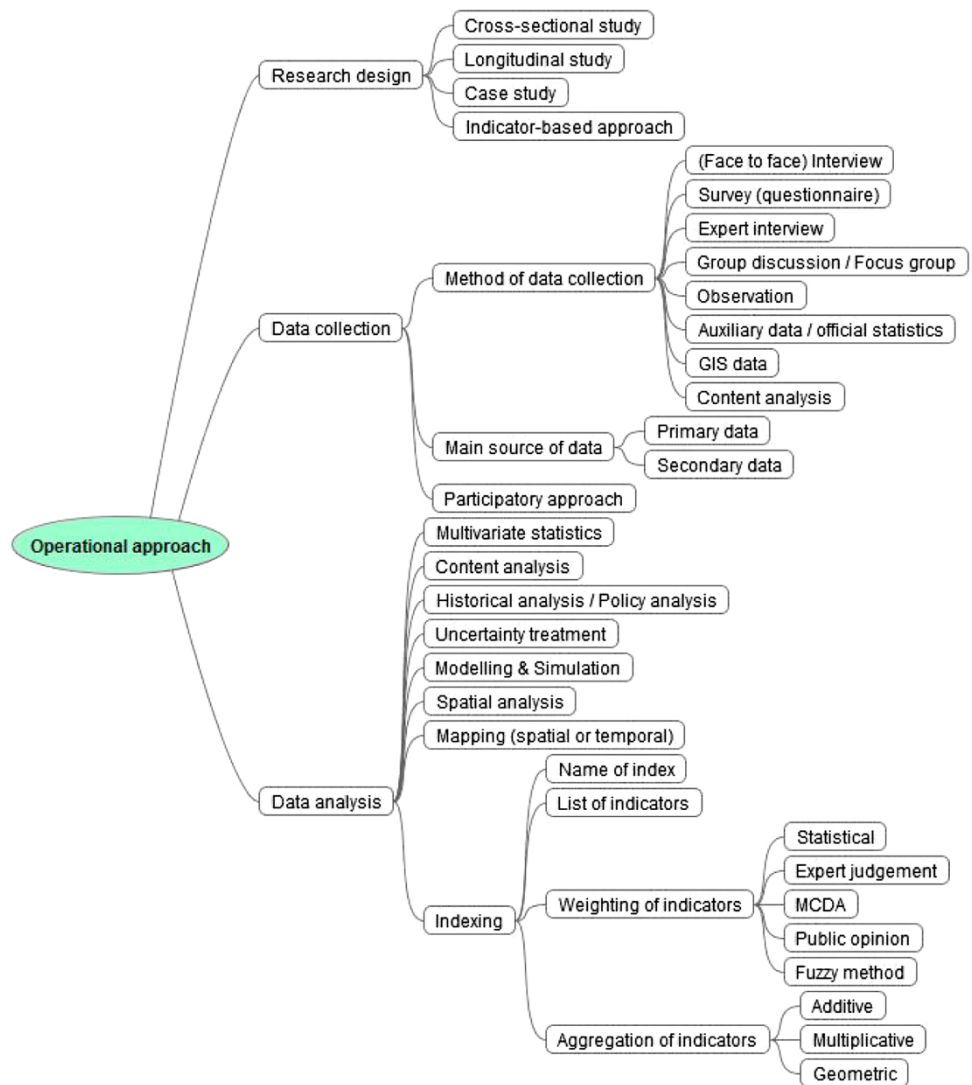 Cross-sectional study
Longitudinal study
Research design
Case study
Indicator-based approach
(Face to face) Interview
Survey (questionnaire)
Expert interview
Group discussion / Focus group
Method of data collection
Observation
Data collection
Auxiliary data / official statistics
GIS data
Content analysis
Primary data
Main source of data
Secondary data
Participatory approach
Operational approach
Multivariate statistics
Content analysis
Historical analysis / Policy analysis
Uncertainty treatment
Modelling & Simulation
Spatial analysis
Mapping (spatial or temporal)
Data analysis
Name of index
List of indicators
Indexing
Statistical
Expert judgement
Weighting of indicators
MCDA
Public opinion
Fuzzy method
Additive
Aggregation of indicators
Multiplicative
Geometric